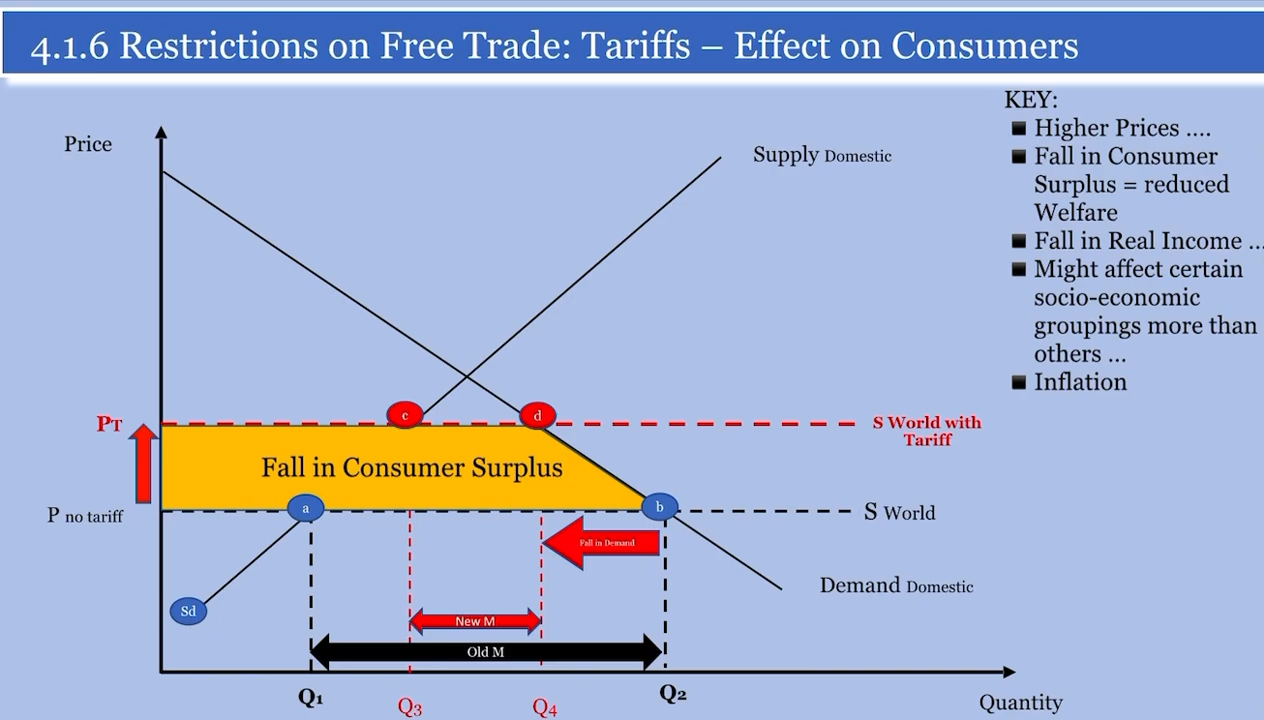 4.1.6 Restrictions on Free Trade: Tariffs – Effect on Consumers
KEY:
Higher Prices ....
Fall in Consumer
Surplus = reduced
Welfare
Fall in Real Income ...
Might affect certain
socio-economic
groupings more than
others ...
Inflation
Price
Supply Domestic
PT
c
d
S World with
Tariff
Fall in Consumer Surplus
P no tariff
a
b
S World
Fall in Demand
Demand Domestic
Sd
New M
Old M
Q1
Q3
Q4
Q2
Quantity